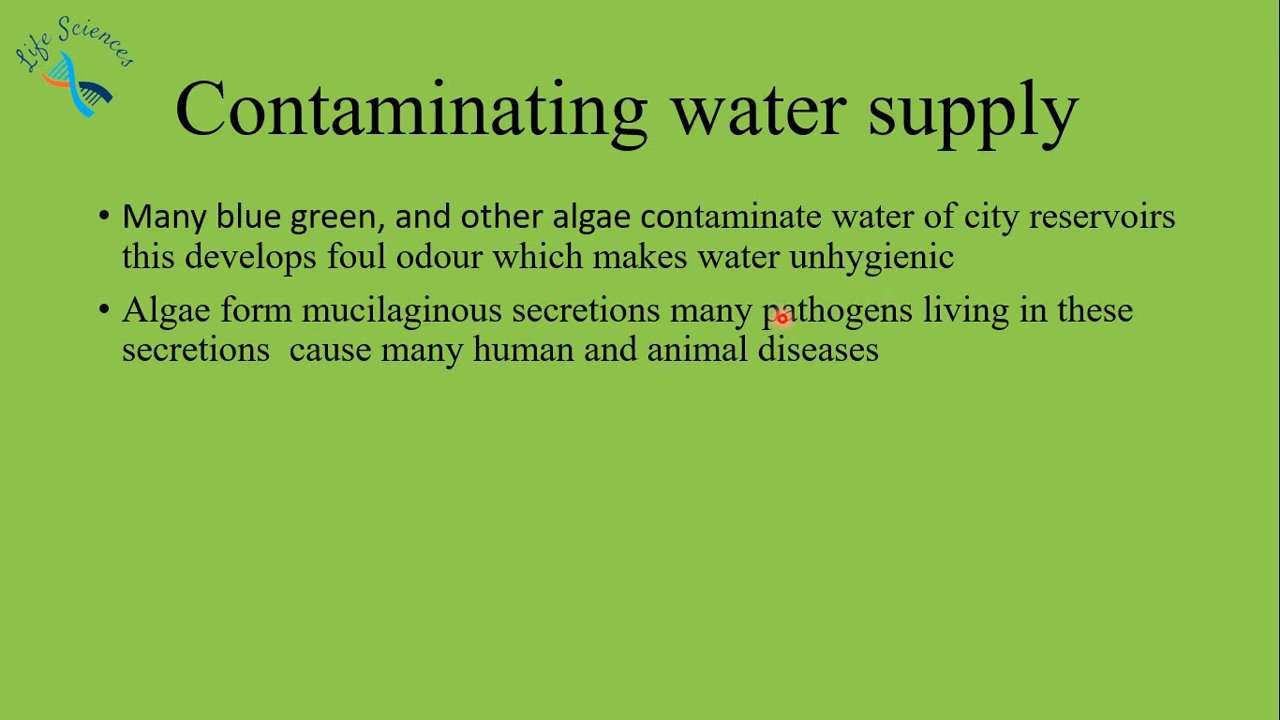 Life Sciences
Contaminating water supply
• Many blue green, and other algae contaminate water of city reservoirs
this develops foul odour which makes water unhygienic
• Algae form mucilaginous secretions many pathogens living in these
secretions  cause many human and animal diseases